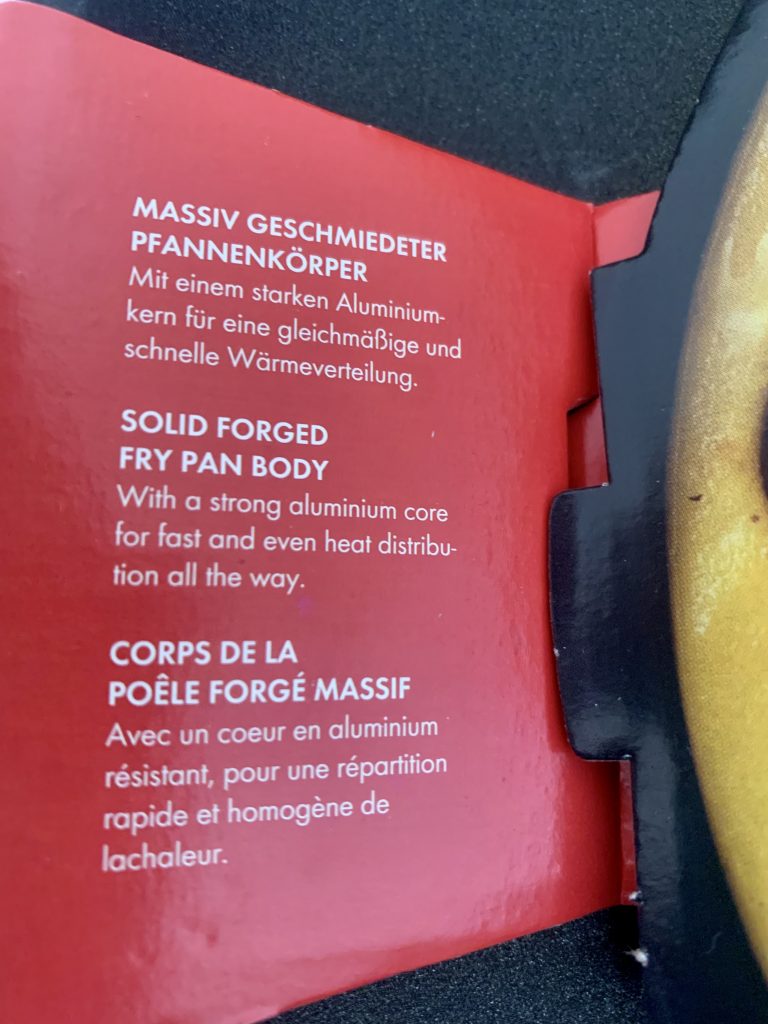 MASSIV GESCHMIEDETER
PFANNENKÖRPER
Mit einem starken Aluminium-
kern für eine gleichmäßige und
schnelle Wärmeverteilung.
SOLID FORGED
FRY PAN BODY
With a strong aluminium core
for fast and even heat distribu-
tion all the way.
CORPS DE LA
POÊLE FORGÉ MASSIF
Avec un coeur en aluminium
résistant, pour une répartition
rapide et homogène de
lachaleur.